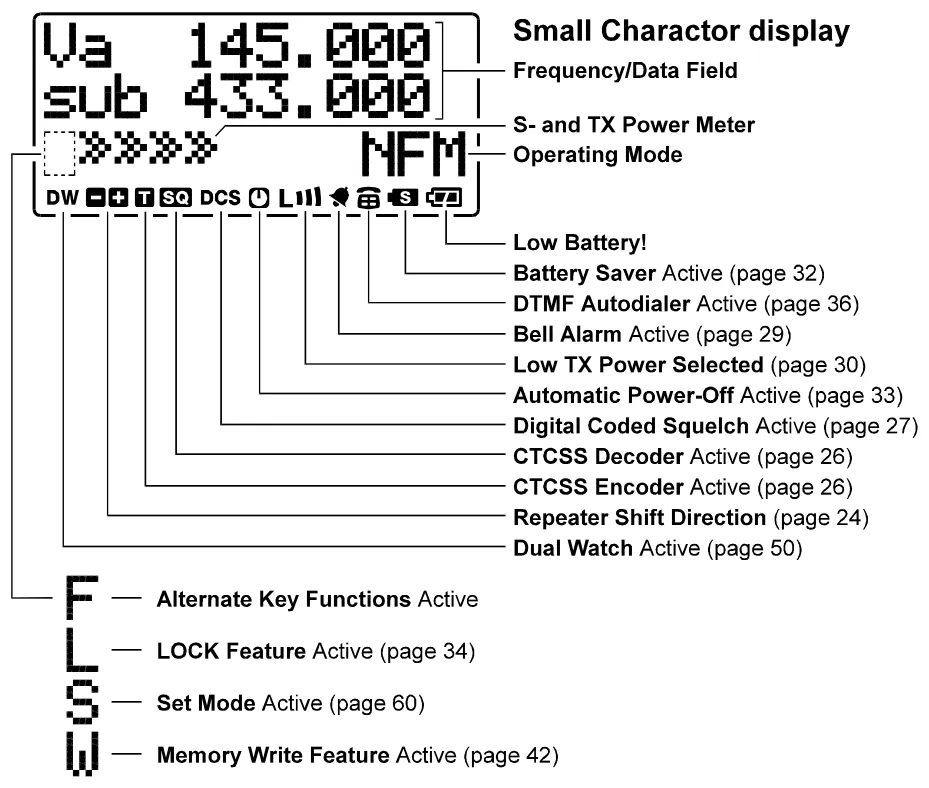 Small Charactor display
Va 145.000
Frequency/Data Field
sub 433.000
S- and TX Power Meter
NFM
Operating Mode
DW - + T SQ DCS L S
Low Battery!
Battery Saver Active (page 32)
DTMF Autodialer Active (page 36)
Bell Alarm Active (page 29)
Low TX Power Selected (page 30)
Automatic Power-Off Active (page 33)
Digital Coded Squelch Active (page 27)
CTCSS Decoder Active (page 26)
CTCSS Encoder Active (page 26)
Repeater Shift Direction (page 24)
Dual Watch Active (page 50)
F — Alternate Key Functions Active
L — LOCK Feature Active (page 34)
S — Set Mode Active (page 60)
W — Memory Write Feature Active (page 42)